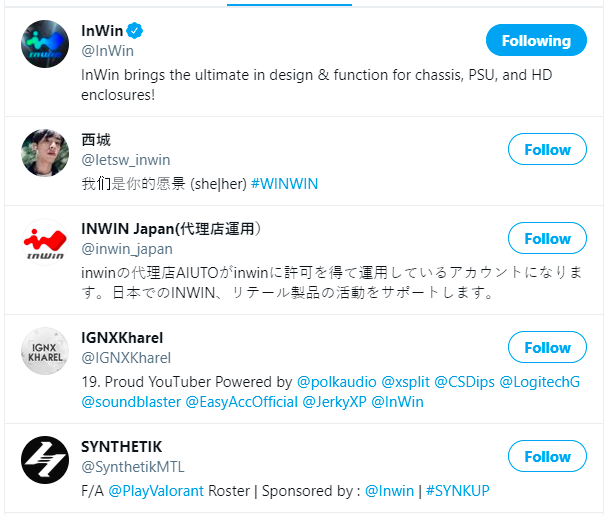 InWin
Following
@InWin
InWin brings the ultimate in design & function for chassis, PSU, and HD
enclosures!
西城
Follow
@letsw_inwin
我们是你的愿景 (she|her) #WINWIN
INWIN Japan(代理店運用）
Follow
@inwin_japan
inwinの代理店AIUTOがinwinに許可を得て運用しているアカウントになりま
す。日本でのINWIN、リテール製品の活動をサポートします。
InWin
IGNXKharel
Follow
@IGNXKharel
IGNX
KHAREL
19. Proud YouTuber Powered by @polkaudio @xsplit @CSDips @LogitechG
@soundblaster @EasyAccOfficial @JerkyXP @InWin
SYNTHETIK
Follow
@SynthetikMTL
F/A @PlayValorant Roster | Sponsored by : @Inwin | #SYNKUP